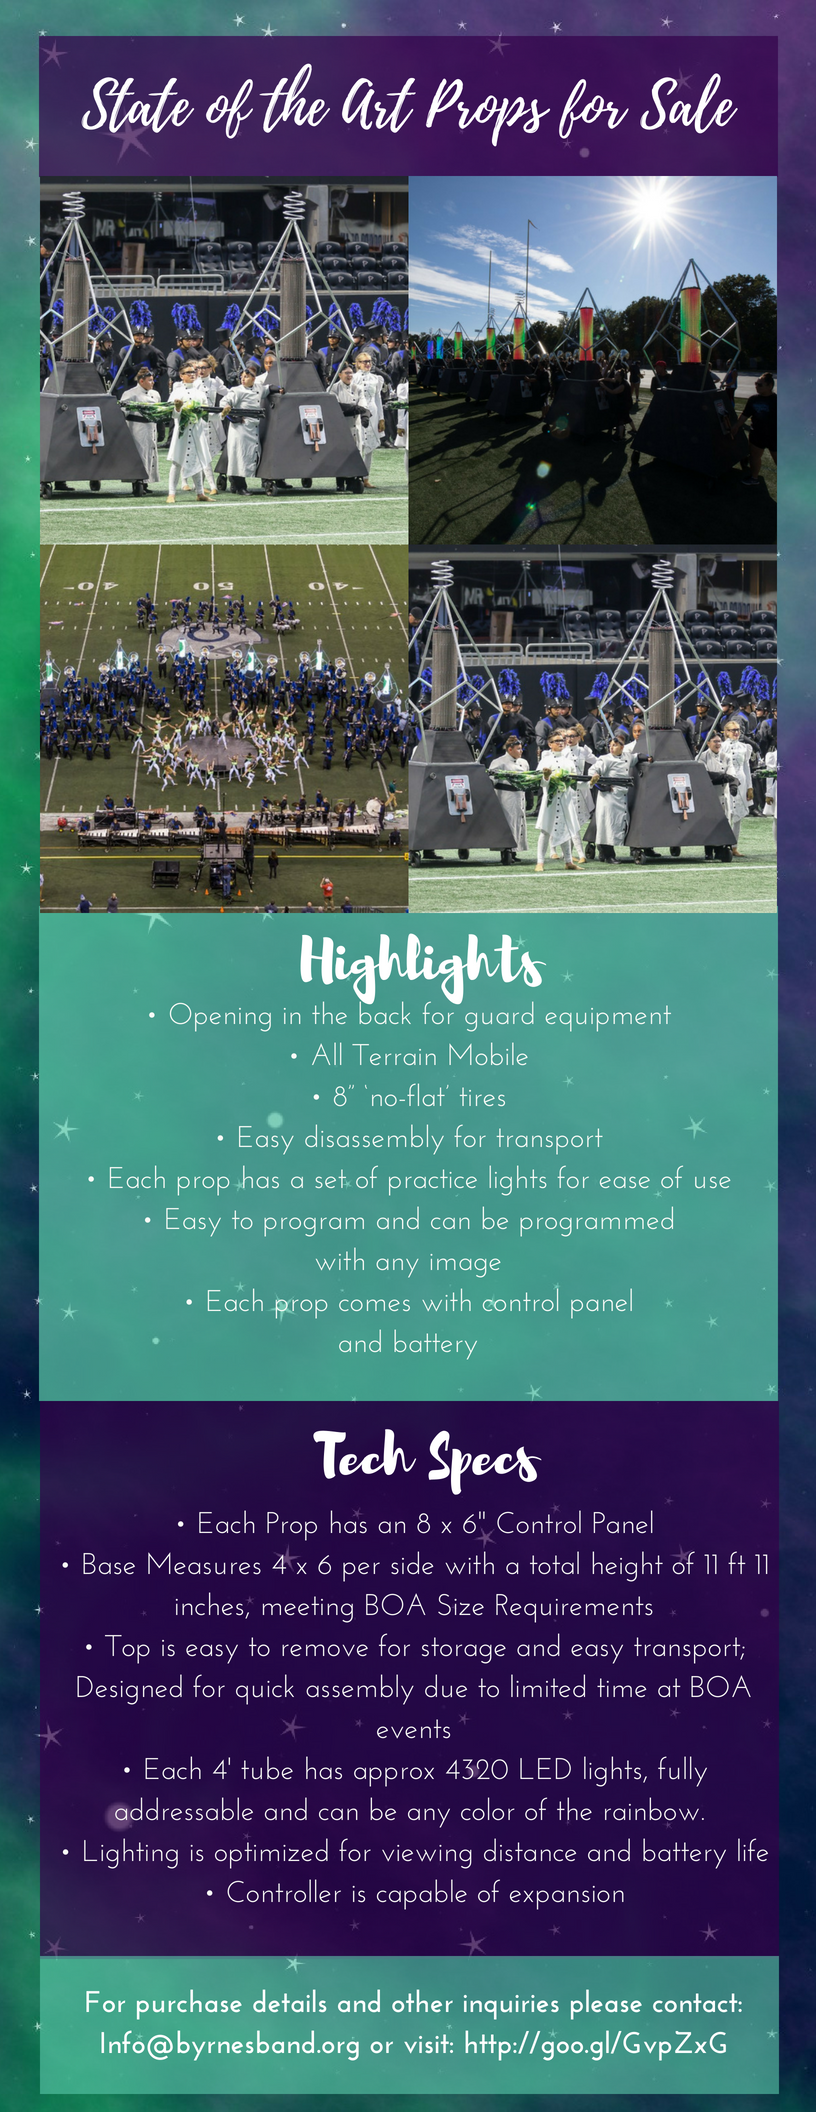 State of the Art Props for Sale
40 50 40
Highlights
• Opening in the back for guard equipment
• All Terrain Mobile
• 8” ‘no-flat’ tires
• Easy disassembly for transport
• Each prop has a set of practice lights for ease of use
• Easy to program and can be programmed
with any image
• Each prop comes with control panel
and battery
Tech Specs
• Each Prop has an 8 x 6" Control Panel
• Base Measures 4 x 6 per side with a total height of 11 ft 11
inches, meeting BOA Size Requirements
• Top is easy to remove for storage and easy transport;
Designed for quick assembly due to limited time at BOA
events
• Each 4' tube has approx 4320 LED lights, fully
addressable and can be any color of the rainbow.
• Lighting is optimized for viewing distance and battery life
• Controller is capable of expansion
For purchase details and other inquiries please contact:
Info@byrnesband.org or visit: http://goo.gl/GvpZxG